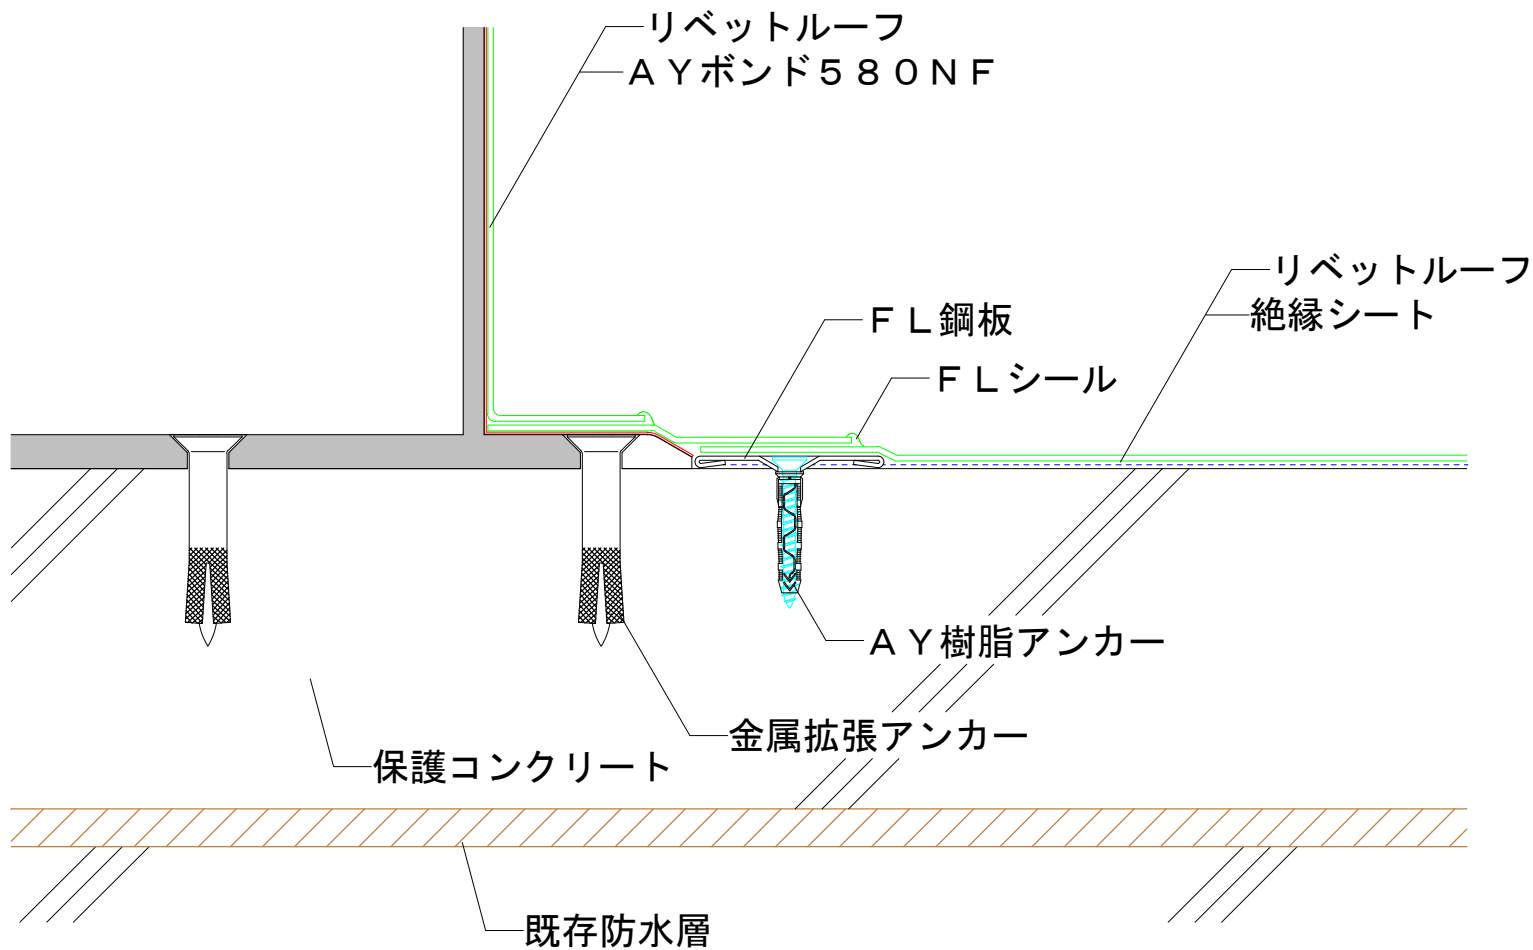 リベットルーフ
ＡＹボンド５８０ＮＦ
リベットルーフ
絶縁シート
ＦＬ鋼板
ＦＬシール
ＡＹ樹脂アンカー
金属拡張アンカー
保護コンクリート
既存防水層